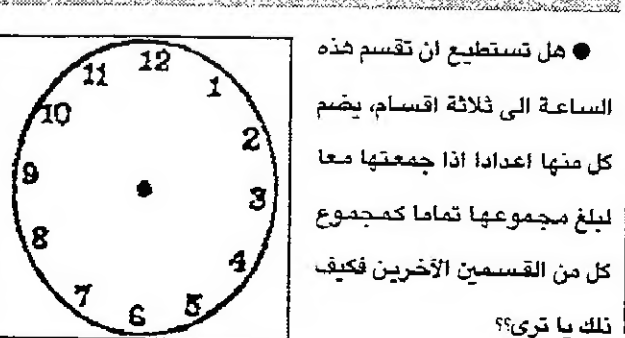 ● هل تستطيع ان تقسم هذه
الساعة الى ثلاثة اقسام، يضم
كل منها اعدادا اذا جمعتها معا
لبلغ مجموعها تماما كمجموع
كل من القسمين الآخرين فكيف
ذلك يا ترى؟؟
12
1
2
3
4
5
6
7
8
9
10
11